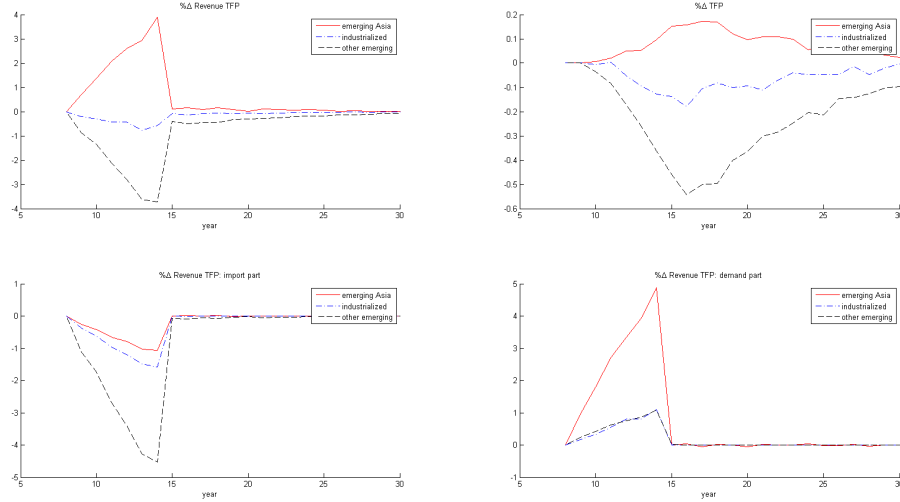 %Δ Revenue TFP
4
3
2
1
0
-1
-2
-3
-4
5
10
15
20
25
30
year
emerging Asia
industrialized
other emerging
%Δ TFP
0.2
0.1
0
-0.1
-0.2
-0.3
-0.4
-0.5
-0.6
5
10
15
20
25
30
year
emerging Asia
industrialized
other emerging
%Δ Revenue TFP: import part
1
0
-1
-2
-3
-4
-5
5
10
15
20
25
30
year
emerging Asia
industrialized
other emerging
%Δ Revenue TFP: demand part
5
4
3
2
1
0
-1
5
10
15
20
25
30
year
emerging Asia
industrialized
other emerging